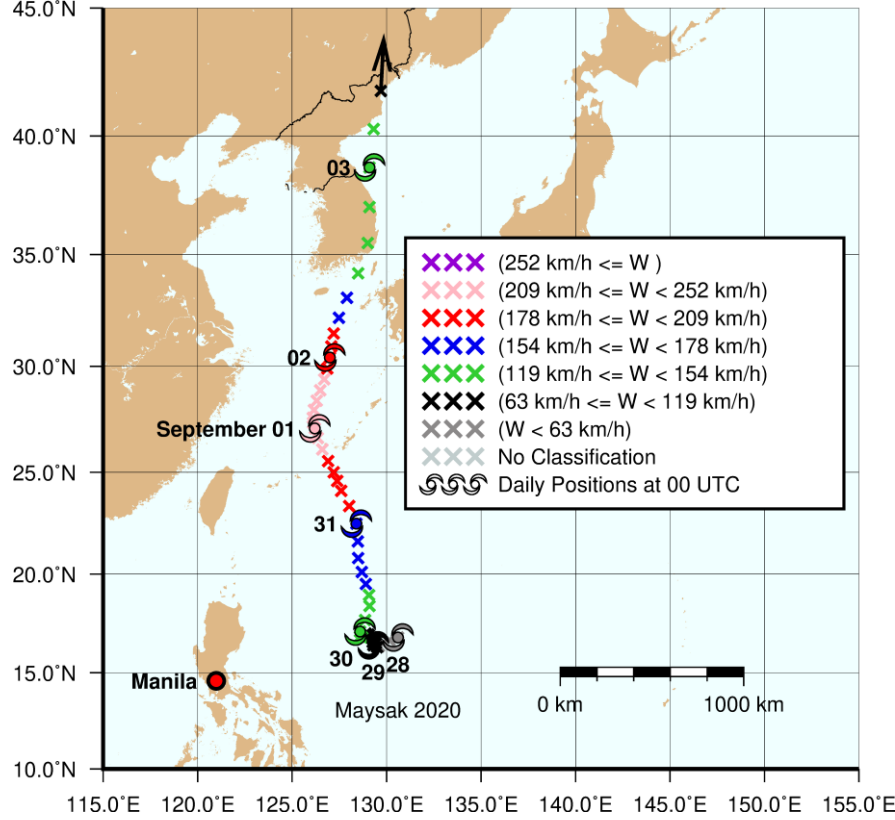 45.0˚N
40.0˚N
35.0˚N
30.0˚N
25.0˚N
20.0˚N
15.0˚N
10.0˚N
03
02
September 01
31
30
29
28
Manila
Maysak 2020
(252 km/h <= W )
(209 km/h <= W < 252 km/h)
(178 km/h <= W < 209 km/h)
(154 km/h <= W < 178 km/h)
(119 km/h <= W < 154 km/h)
(63 km/h <= W < 119 km/h)
(W < 63 km/h)
No Classification
Daily Positions at 00 UTC
0 km 1000 km
115.0˚E 120.0˚E 125.0˚E 130.0˚E 135.0˚E 140.0˚E 145.0˚E 150.0˚E 155.0˚E